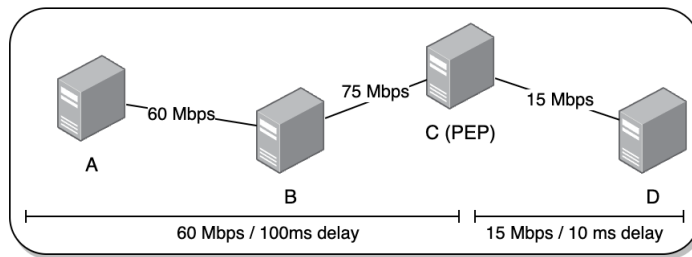 60 Mbps
75 Mbps
15 Mbps
A
B
C (PEP)
D
60 Mbps / 100ms delay
15 Mbps / 10 ms delay